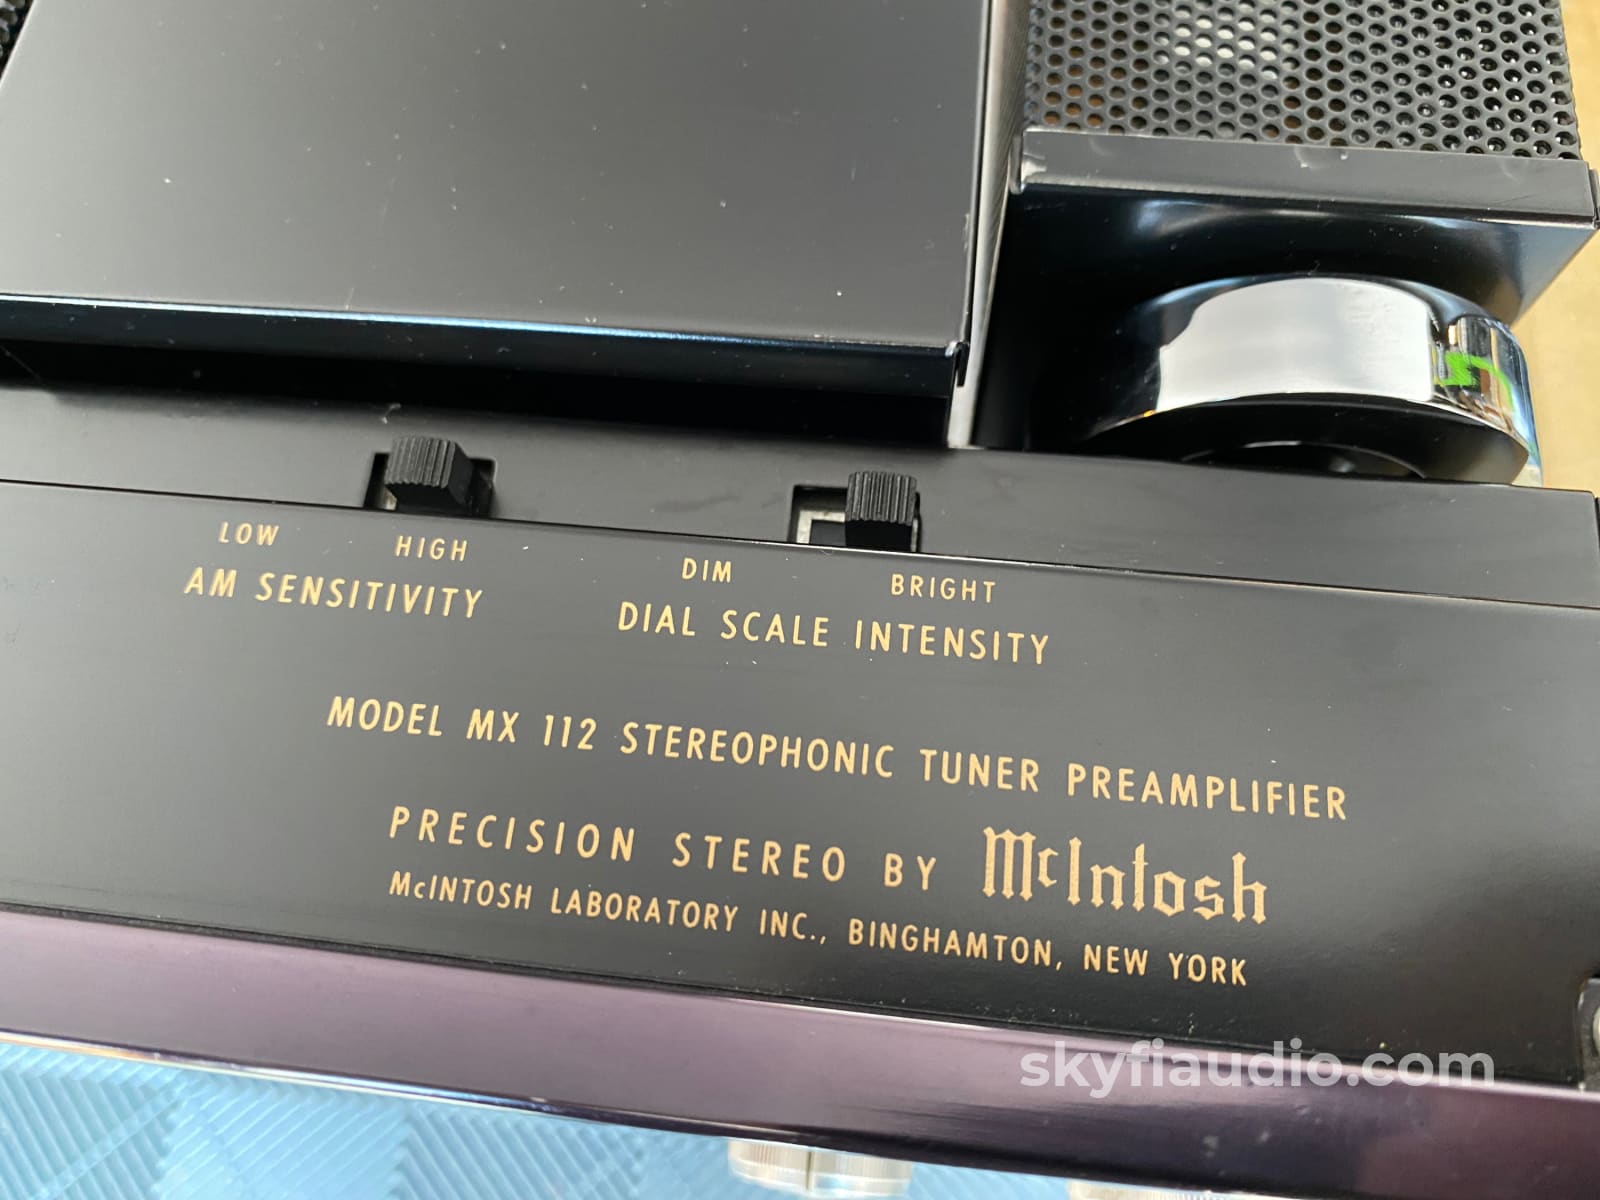 LOW HIGH
AM SENSITIVITY
DIM BRIGHT
DIAL SCALE INTENSITY
MODEL MX 112 STEREOPHONIC TUNER PREAMPLIFIER
PRECISION STEREO BY McIntosh
McINTOSH LABORATORY INC., BINGHAMTON, NEW YORK
skyfiaudio.com